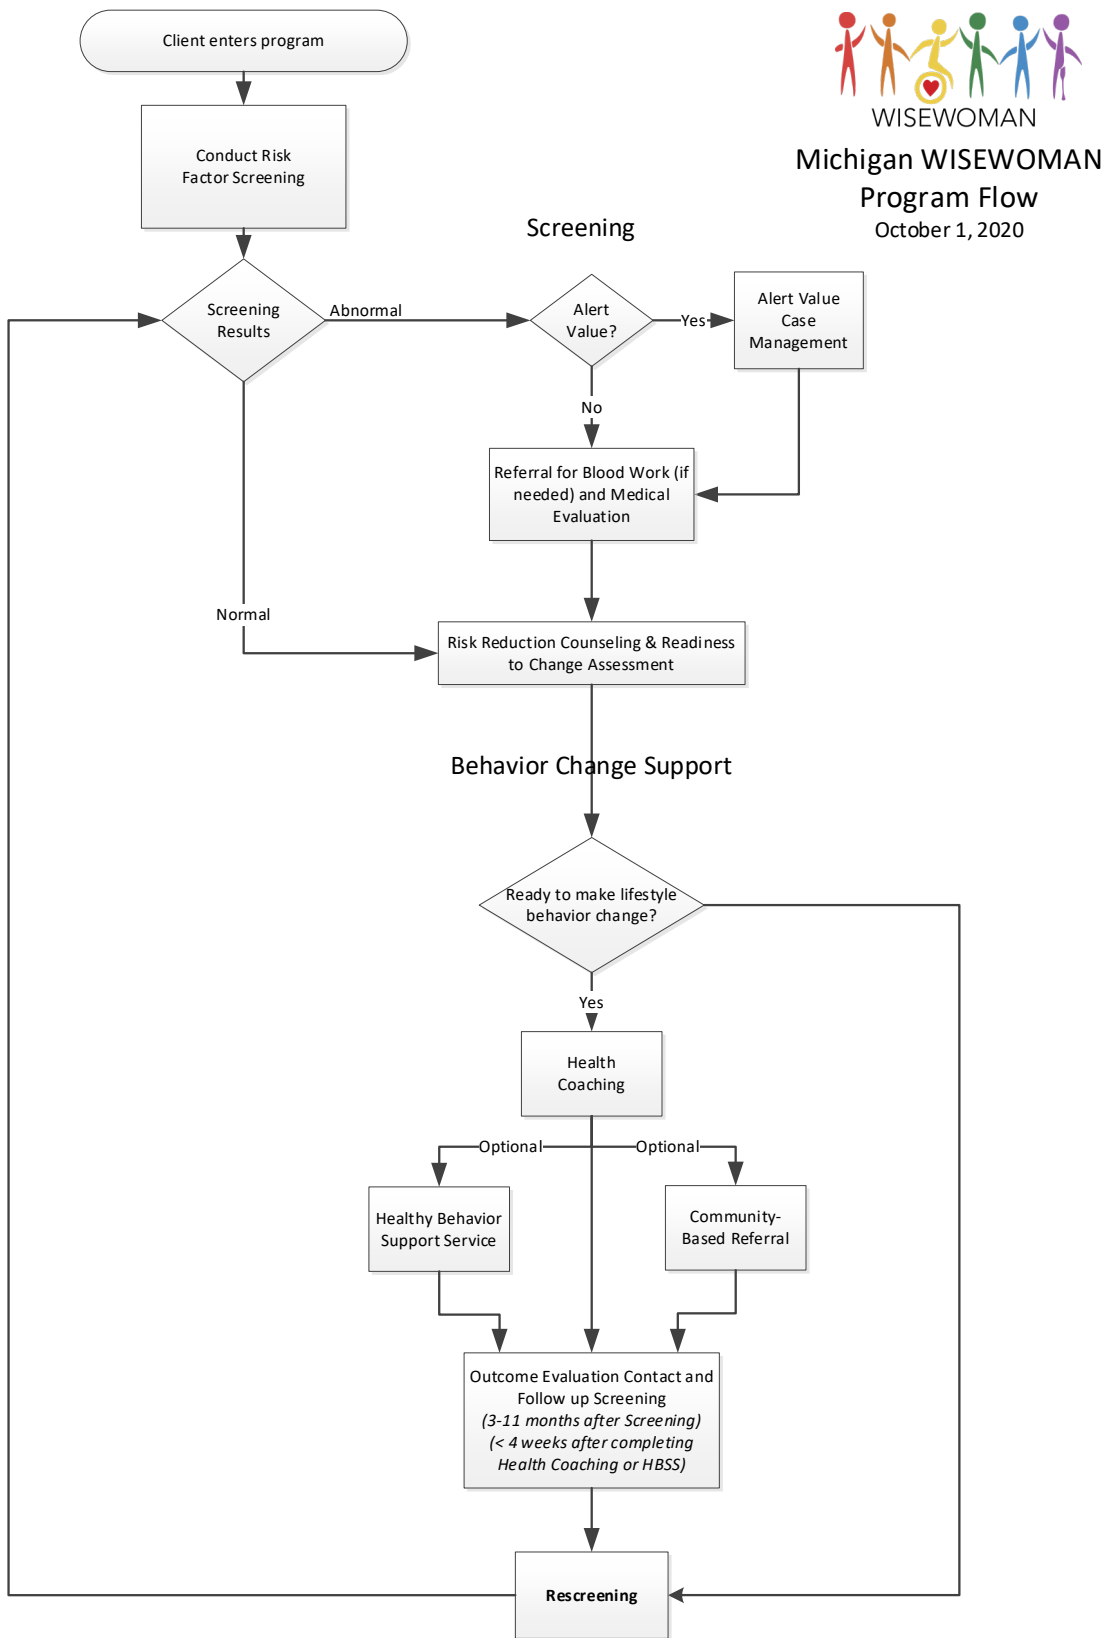 Client enters program
WISEWOMAN
Michigan WISEWOMAN
Program Flow
October 1, 2020
Conduct Risk
Factor Screening
Screening
Screening
Results
Abnormal
Alert
Value?
Yes
Alert Value
Case
Management
No
Referral for Blood Work (if
needed) and Medical
Evaluation
Normal
Risk Reduction Counseling & Readiness
to Change Assessment
Behavior Change Support
Ready to make lifestyle
behavior change?
Yes
Health
Coaching
Optional
Optional
Healthy Behavior
Support Service
Community-
Based Referral
Outcome Evaluation Contact and
Follow up Screening
(3-11 months after Screening)
(< 4 weeks after completing
Health Coaching or HBSS)
Rescreening